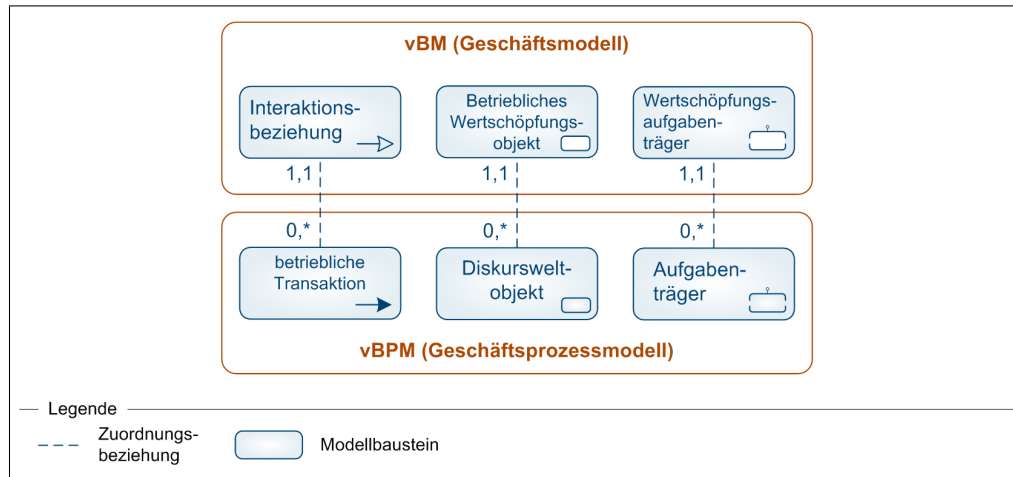 vBM (Geschäftsmodell)
Interaktions-
beziehung
Betriebliches
Wertschöpfungs-
objekt
Wertschöpfungs-
aufgaben-
träger
1,1
1,1
1,1
0,*
0,*
0,*
betriebliche
Transaktion
Diskurswelt-
objekt
Aufgaben-
träger
vBPM (Geschäftsprozessmodell)
Legende
Zuordnungs-
beziehung
Modellbaustein